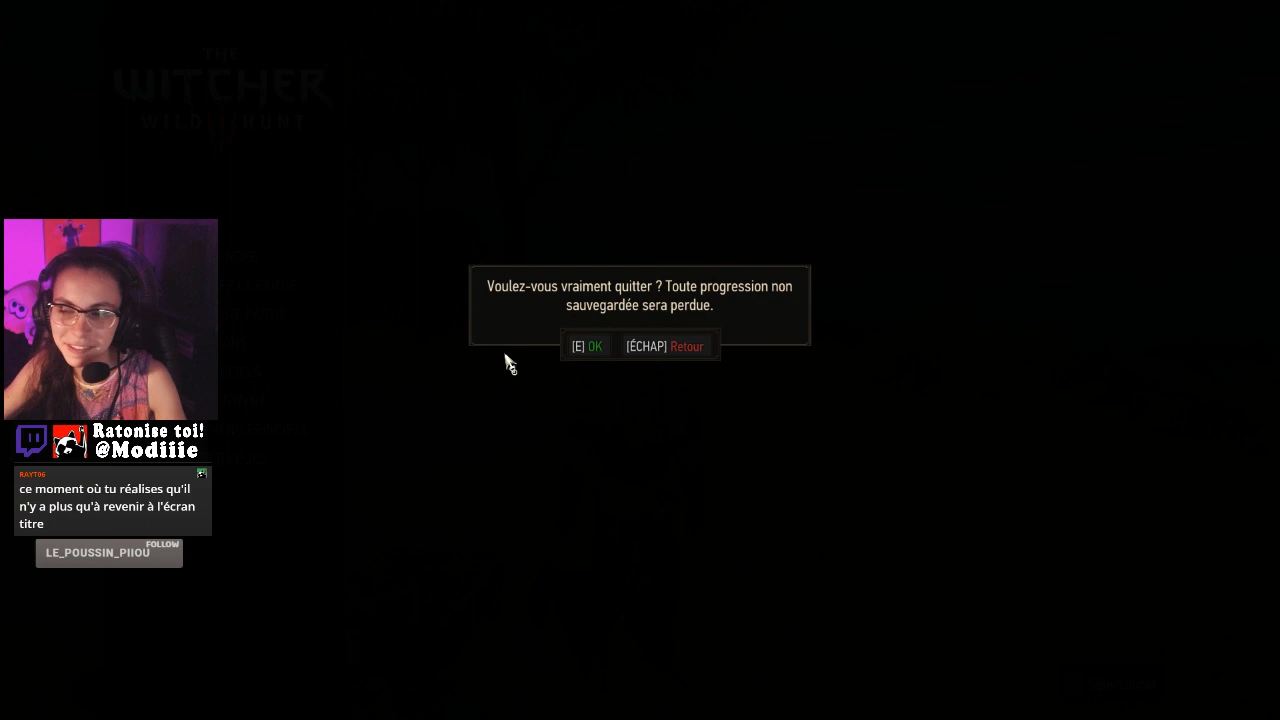 THE
WITCHER
WILD HUNT
Voulez-vous vraiment quitter ? Toute progression non
sauvegardée sera perdue.
[E] OK [ÉCHAP] Retour
Ratonise toi!
@Modiiie
RAYT06
ce moment où tu réalises qu'il
n'y a plus qu'à revenir à l'écran
titre
FOLLOW
LE_POUSSIN_PIIOU